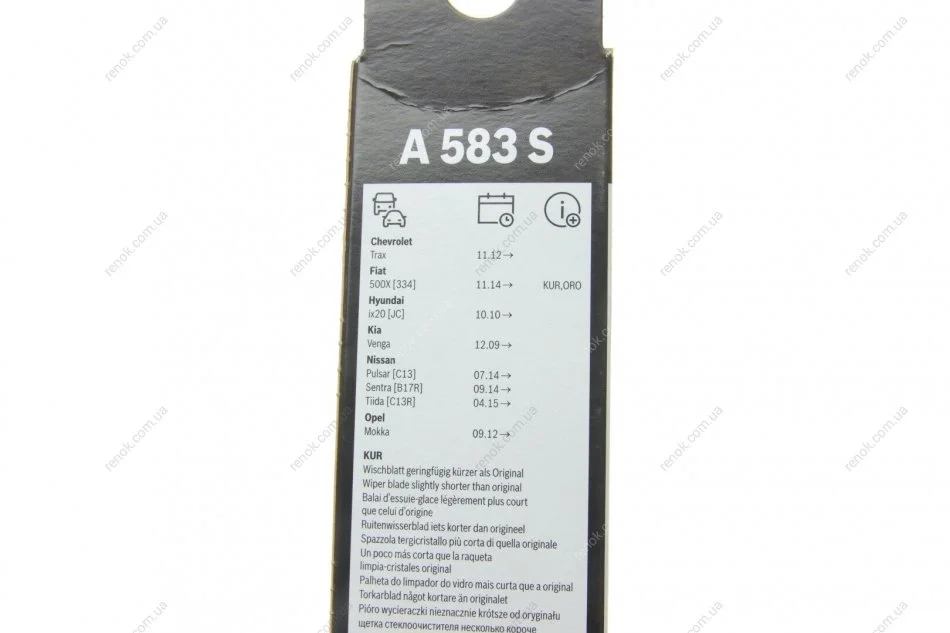 A 583 S
Chevrolet
Trax 11.12→
Fiat
500X [334] 11.14→ KUR,ORO
Hyundai
ix20 [JC] 10.10→
Kia
Venga 12.09→
Nissan
Pulsar [C13] 07.14→
Sentra [B17R] 09.14→
Tiida [C13R] 04.15→
Opel
Mokka 09.12→
KUR
Wischblatt geringfügig kürzer als Original
Wiper blade slightly shorter than original
Balai d'essuie-glace légèrement plus court
que celui d'origine
Ruitenwisserblad iets korter dan origineel
Spazzola tergicristallo più corta di quella originale
Un poco más corta que la raqueta
limpia-cristales original
Palheta do limpador do vidro mais curta que a original
Torkarblad något kortare än originalet
Pióro wycieraczki nieznacznie krótsze od oryginału
щетка стеклоочистителя несколько короче
renok.com.ua